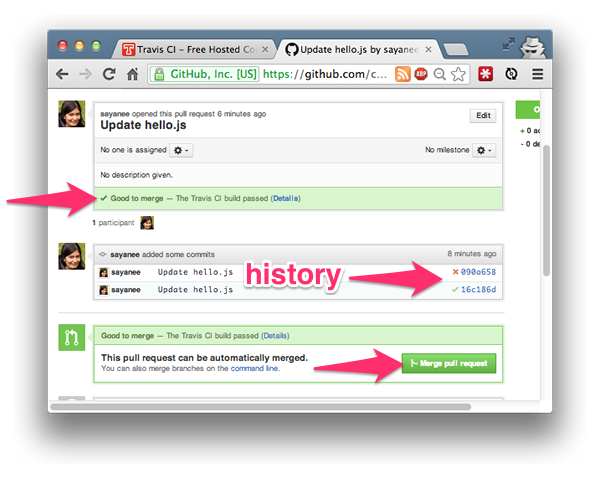 Travis CI - Free Hosted Co
Update hello.js by sayanee
GitHub, Inc. [US] https://github.com/c...
ABP
sayanee opened this pull request 6 minutes ago
Edit
Update hello.js
No one is assigned
No milestone
No description given.
Good to merge — The Travis CI build passed (Details)
1 participant
+ 0 ad
- 0 de
sayanee added some commits
8 minutes ago
history
sayanee Update hello.js 090a658
sayanee Update hello.js 16c186d
Good to merge — The Travis CI build passed (Details)
This pull request can be automatically merged.
You can also merge branches on the command line.
Merge pull request